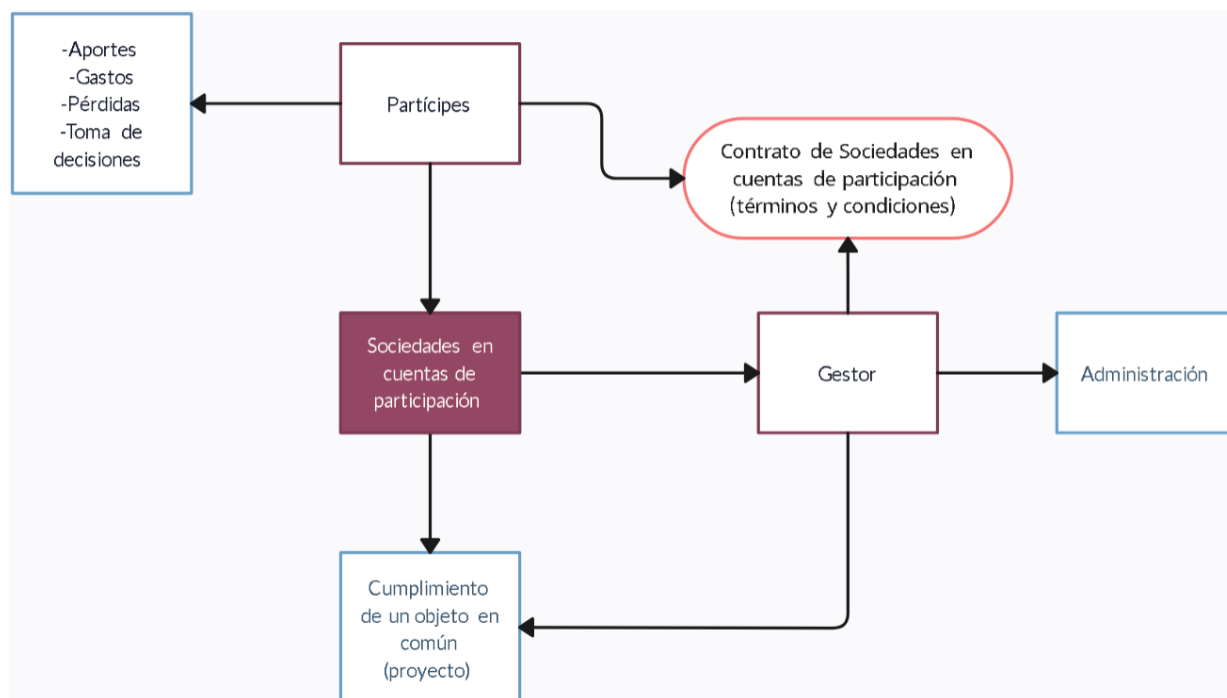 -Aportes
-Gastos
-Pérdidas
-Toma de
decisiones
Partícipes
Contrato de Sociedades en
cuentas de participación
(términos y condiciones)
Sociedades en
cuentas de
participación
Gestor
Administración
Cumplimiento
de un objeto en
común
(proyecto)